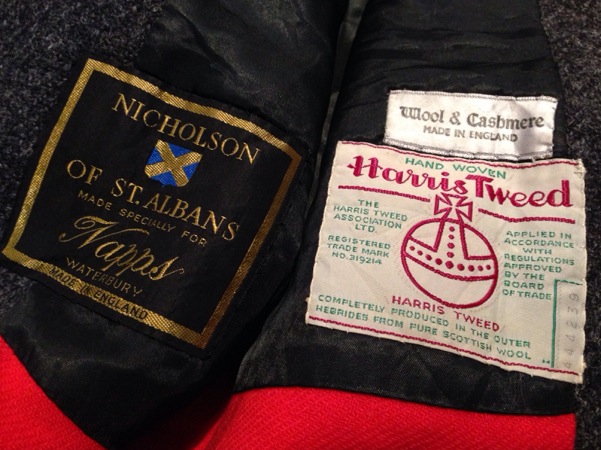 NICHOLSON
OF ST. ALBANS
MADE SPECIALLY FOR
Napps
WATERBURY
MADE IN ENGLAND
Wool & Cashmere
MADE IN ENGLAND
HAND WOVEN
Harris Tweed
THE
HARRIS TWEED
ASSOCIATION
LTD.
REGISTERED
TRADE MARK
NO. 319214
APPLIED IN
ACCORDANCE
WITH
REGULATIONS
APPROVED
BY THE
BOARD
OF TRADE
HARRIS TWEED
COMPLETELY PRODUCED IN THE OUTER
HEBRIDES FROM PURE SCOTTISH WOOL